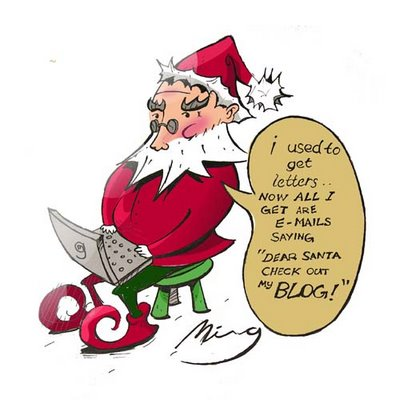 i used to
get
letters..
NOW ALL I
GET ARE
E-MAILS
SAYING
"DEAR SANTA
CHECK OUT
MY BLOG!"
Ming